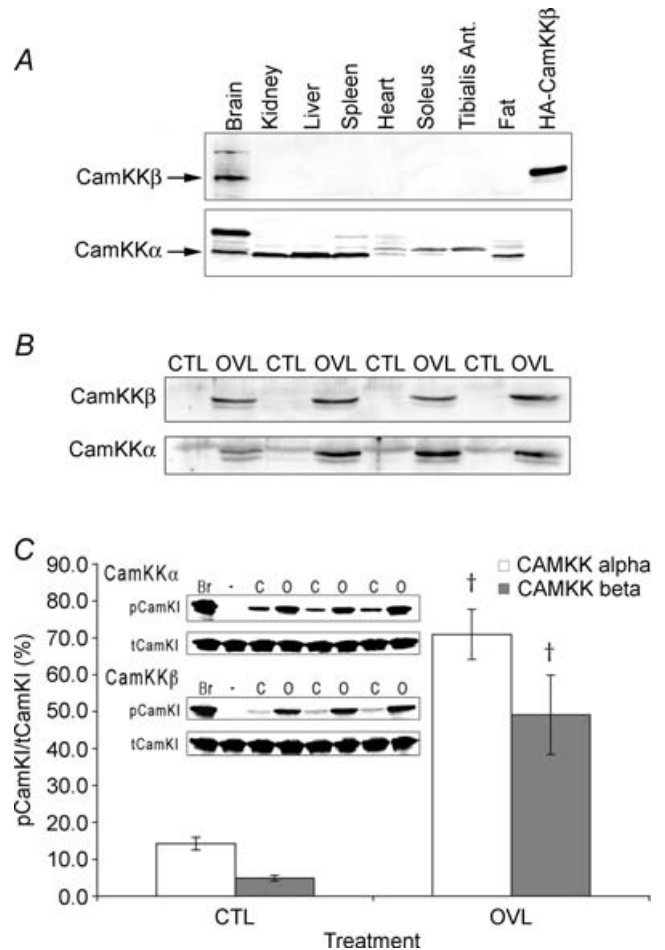 A
Brain
Kidney
Liver
Spleen
Heart
Soleus
Tibialis Ant.
Fat
HA-CamKKβ
CamKKβ
CamKKα
B
CTL OVL CTL OVL CTL OVL CTL OVL
CamKKβ
CamKKα
C
90.0
80.0
70.0
60.0
50.0
40.0
30.0
20.0
10.0
0.0
pCamKI/tCamKI (%)
CamKKα
Br - C O C O C O
pCamKI
tCamKI
CamKKβ
Br - C O C O C O
pCamKI
tCamKI
CAMKK alpha
CAMKK beta
†
†
CTL OVL
Treatment